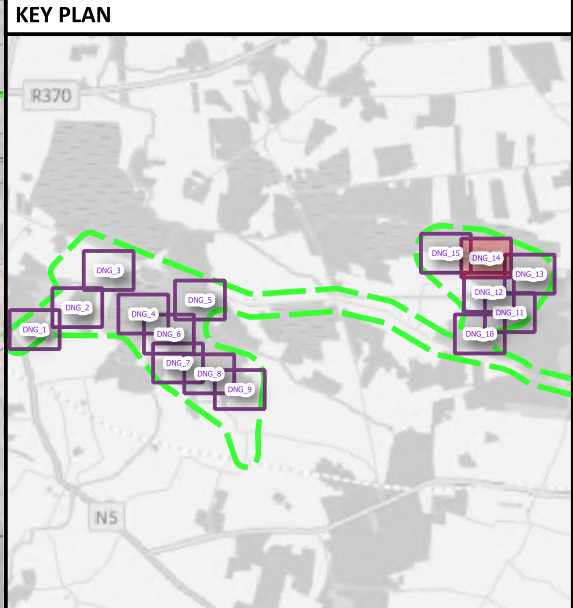 KEY PLAN
R370
DNG_15
DNG_14
DNG_3
DNG_13
DNG_12
DNG_5
DNG_2
DNG_4
DNG_11
DNG_1
DNG_6
DNG_10
DNG_7
DNG_8
DNG_9
N5